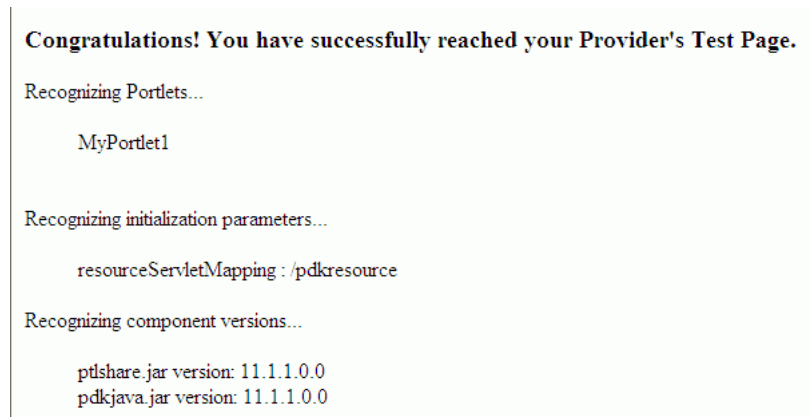 Congratulations! You have successfully reached your Provider's Test Page.
Recognizing Portlets...
MyPortlet1
Recognizing initialization parameters...
resourceServletMapping : /pdkresource
Recognizing component versions...
ptlshare.jar version: 11.1.1.0.0
pdkjava.jar version: 11.1.1.0.0